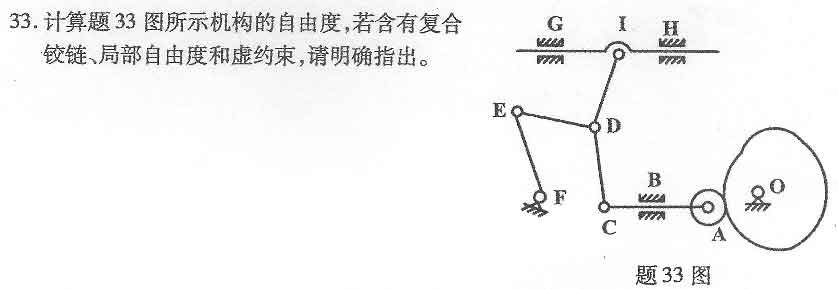 33.计算题33图所示机构的自由度,若含有复合
铰链、局部自由度和虚约束,请明确指出。
G I H
E D
F B O
C A
题33图